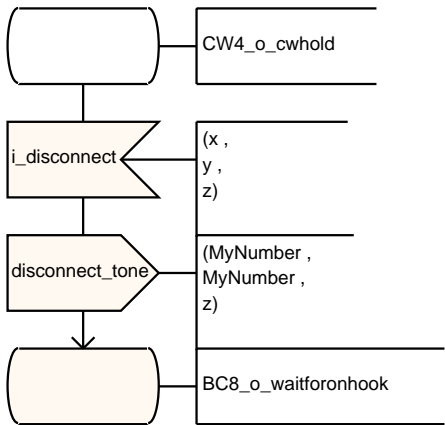 CW4_o_cwhold
i_disconnect
(x ,
y ,
z)
disconnect_tone
(MyNumber ,
MyNumber ,
z)
BC8_o_waitforonhook